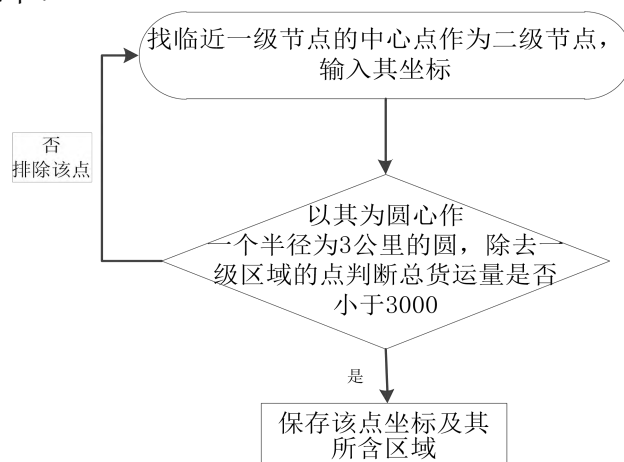 找临近一级节点的中心点作为二级节点，
输入其坐标
否
排除该点
以其为圆心作
一个半径为3公里的圆，除去一
级区域的点判断总货运量是否
小于3000
是
保存该点坐标及其
所含区域